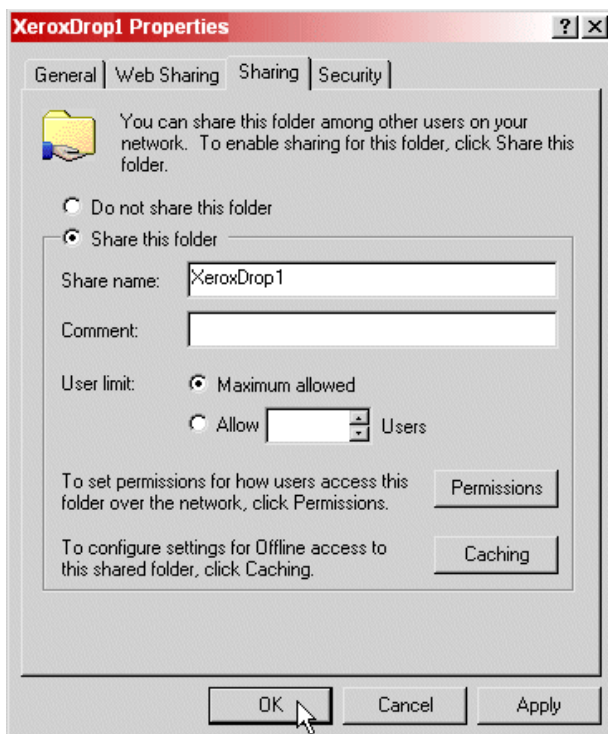 XeroxDrop1 Properties
General
Web Sharing
Sharing
Security
You can share this folder among other users on your
network. To enable sharing for this folder, click Share this
folder.
Do not share this folder
Share this folder
Share name: XeroxDrop1
Comment:
User limit: Maximum allowed
Allow Users
To set permissions for how users access this
folder over the network, click Permissions.
Permissions
To configure settings for Offline access to
this shared folder, click Caching.
Caching
OK
Cancel
Apply